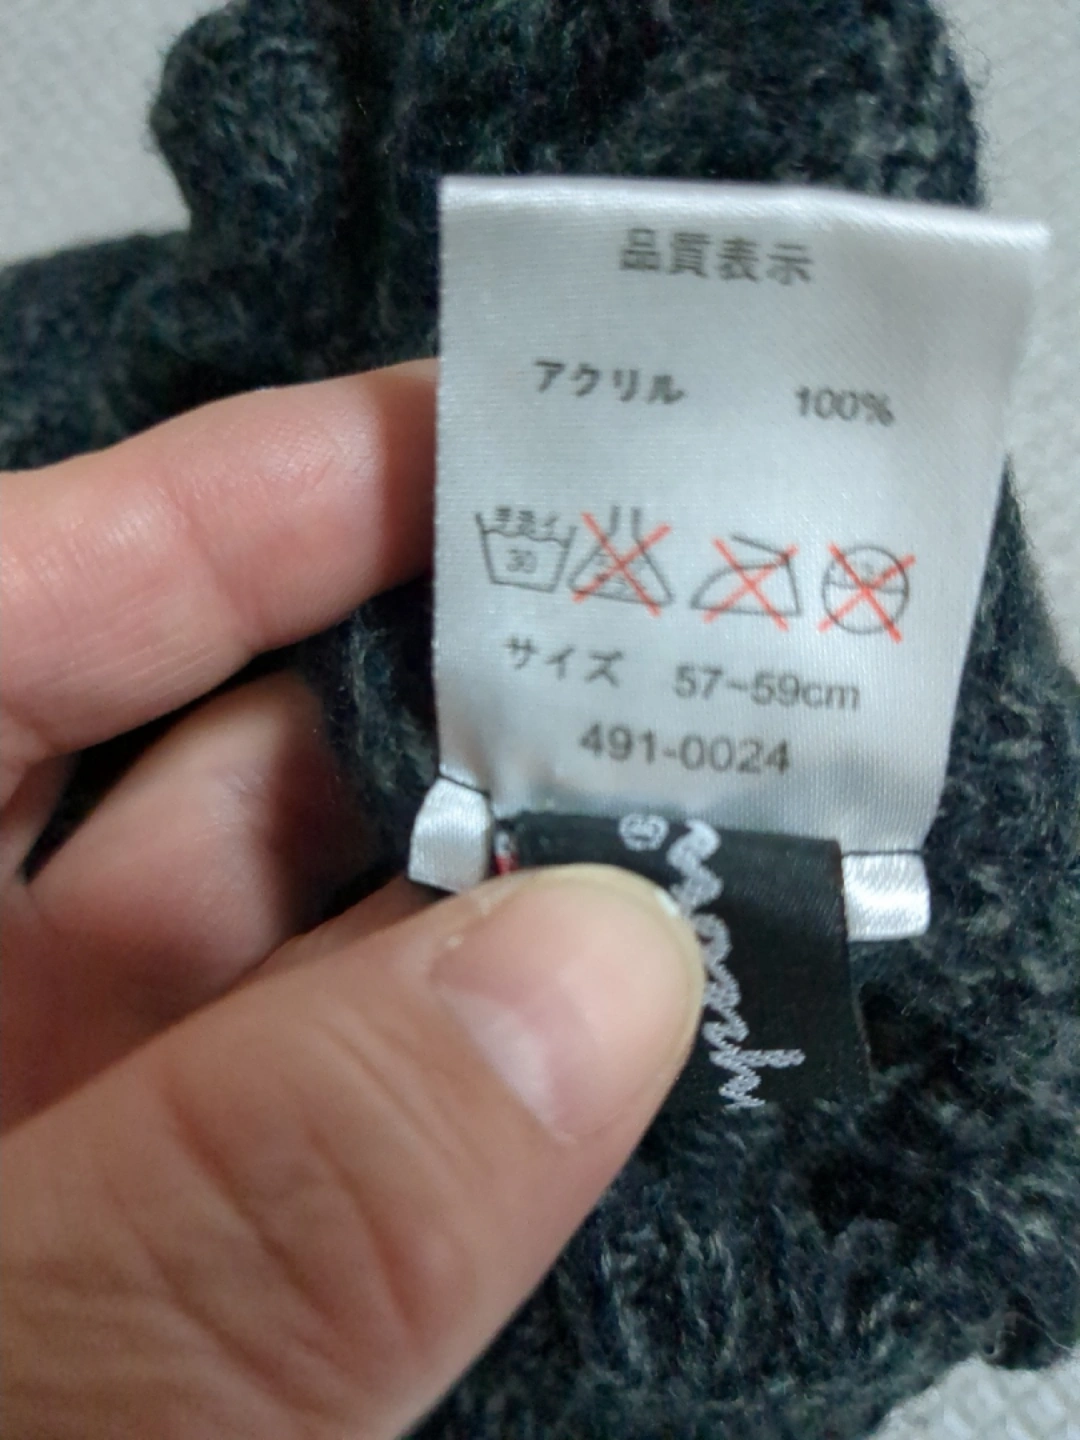 品質表示
アクリル 100%
手洗イ 30
サイズ 57~59cm
491-0024